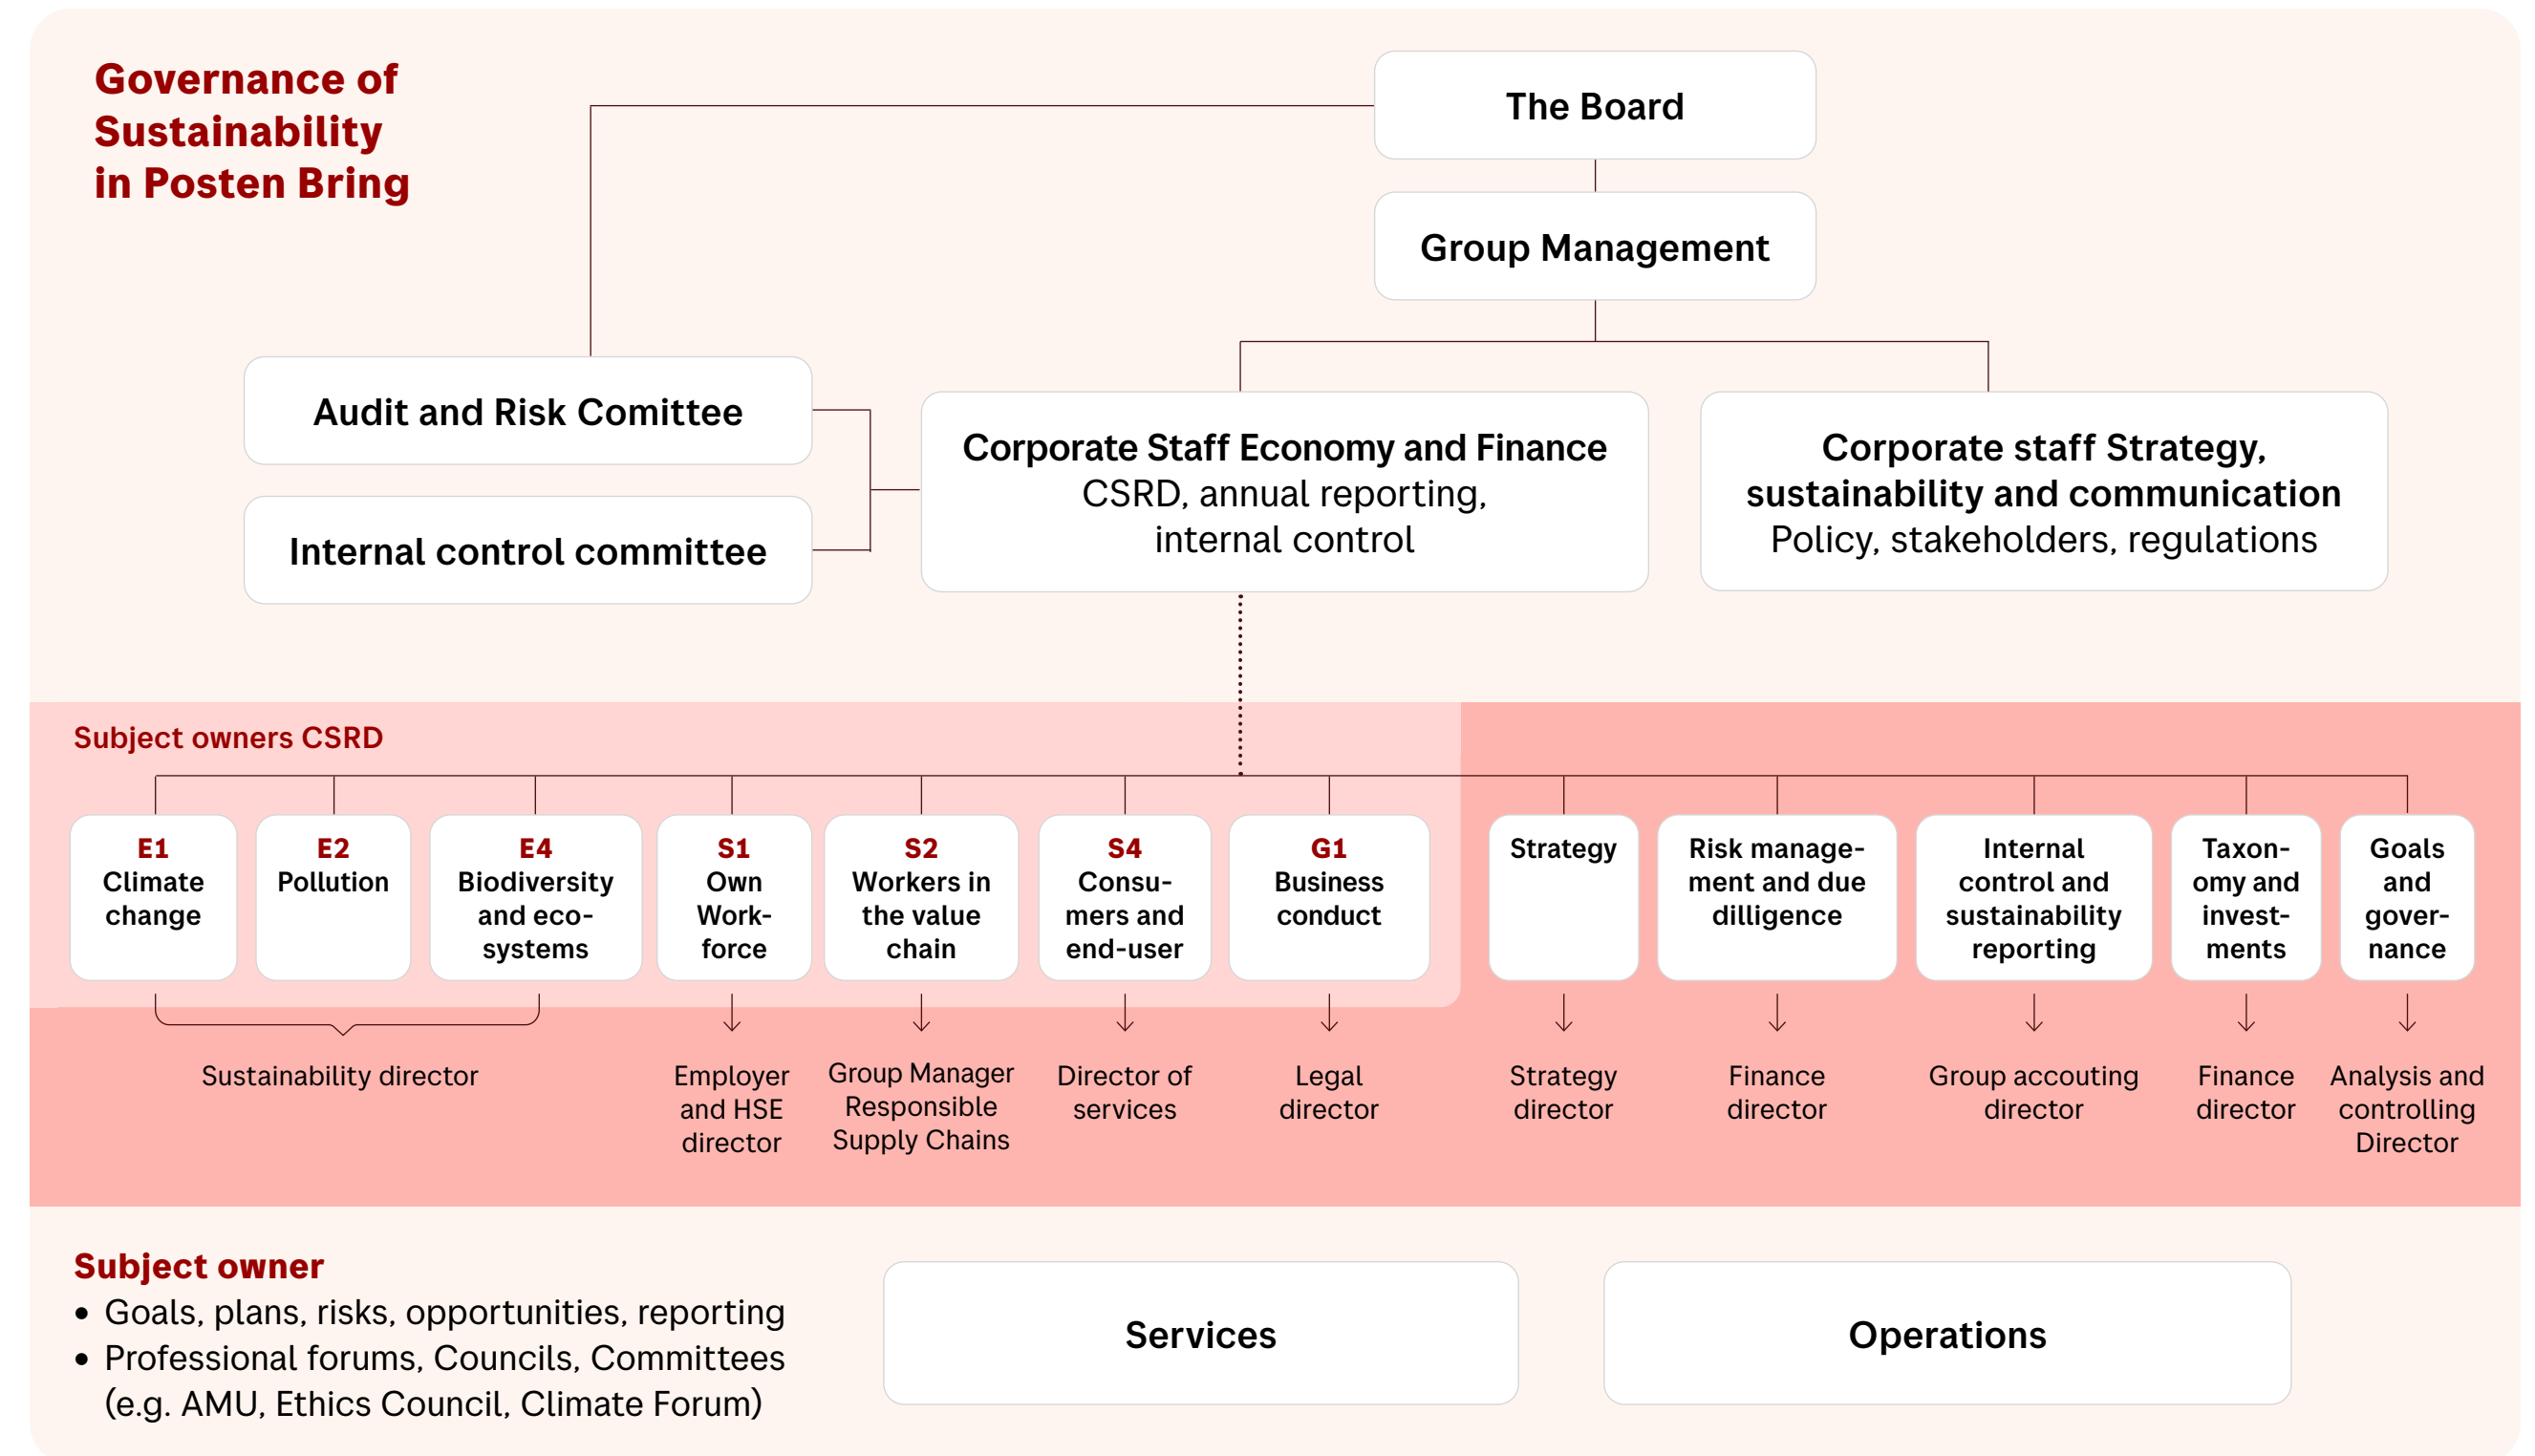 Governance of
Sustainability
in Posten Bring
The Board
Group Management
Audit and Risk Comittee
Internal control committee
Corporate Staff Economy and Finance
CSRD, annual reporting,
internal control
Corporate staff Strategy,
sustainability and communication
Policy, stakeholders, regulations
Subject owners CSRD
E1
Climate
change
E2
Pollution
E4
Biodiversity
and eco-
systems
S1
Own
Work-
force
S2
Workers in
the value
chain
S4
Consu-
mers and
end-user
G1
Business
conduct
Strategy
Risk manage-
ment and due
dilligence
Internal
control and
sustainability
reporting
Taxon-
omy and
invest-
ments
Goals
and
gover-
nance
Sustainability director
Employer
and HSE
director
Group Manager
Responsible
Supply Chains
Director of
services
Legal
director
Strategy
director
Finance
director
Group accouting
director
Finance
director
Analysis and
controlling
Director
Subject owner
• Goals, plans, risks, opportunities, reporting
• Professional forums, Councils, Committees
(e.g. AMU, Ethics Council, Climate Forum)
Services
Operations